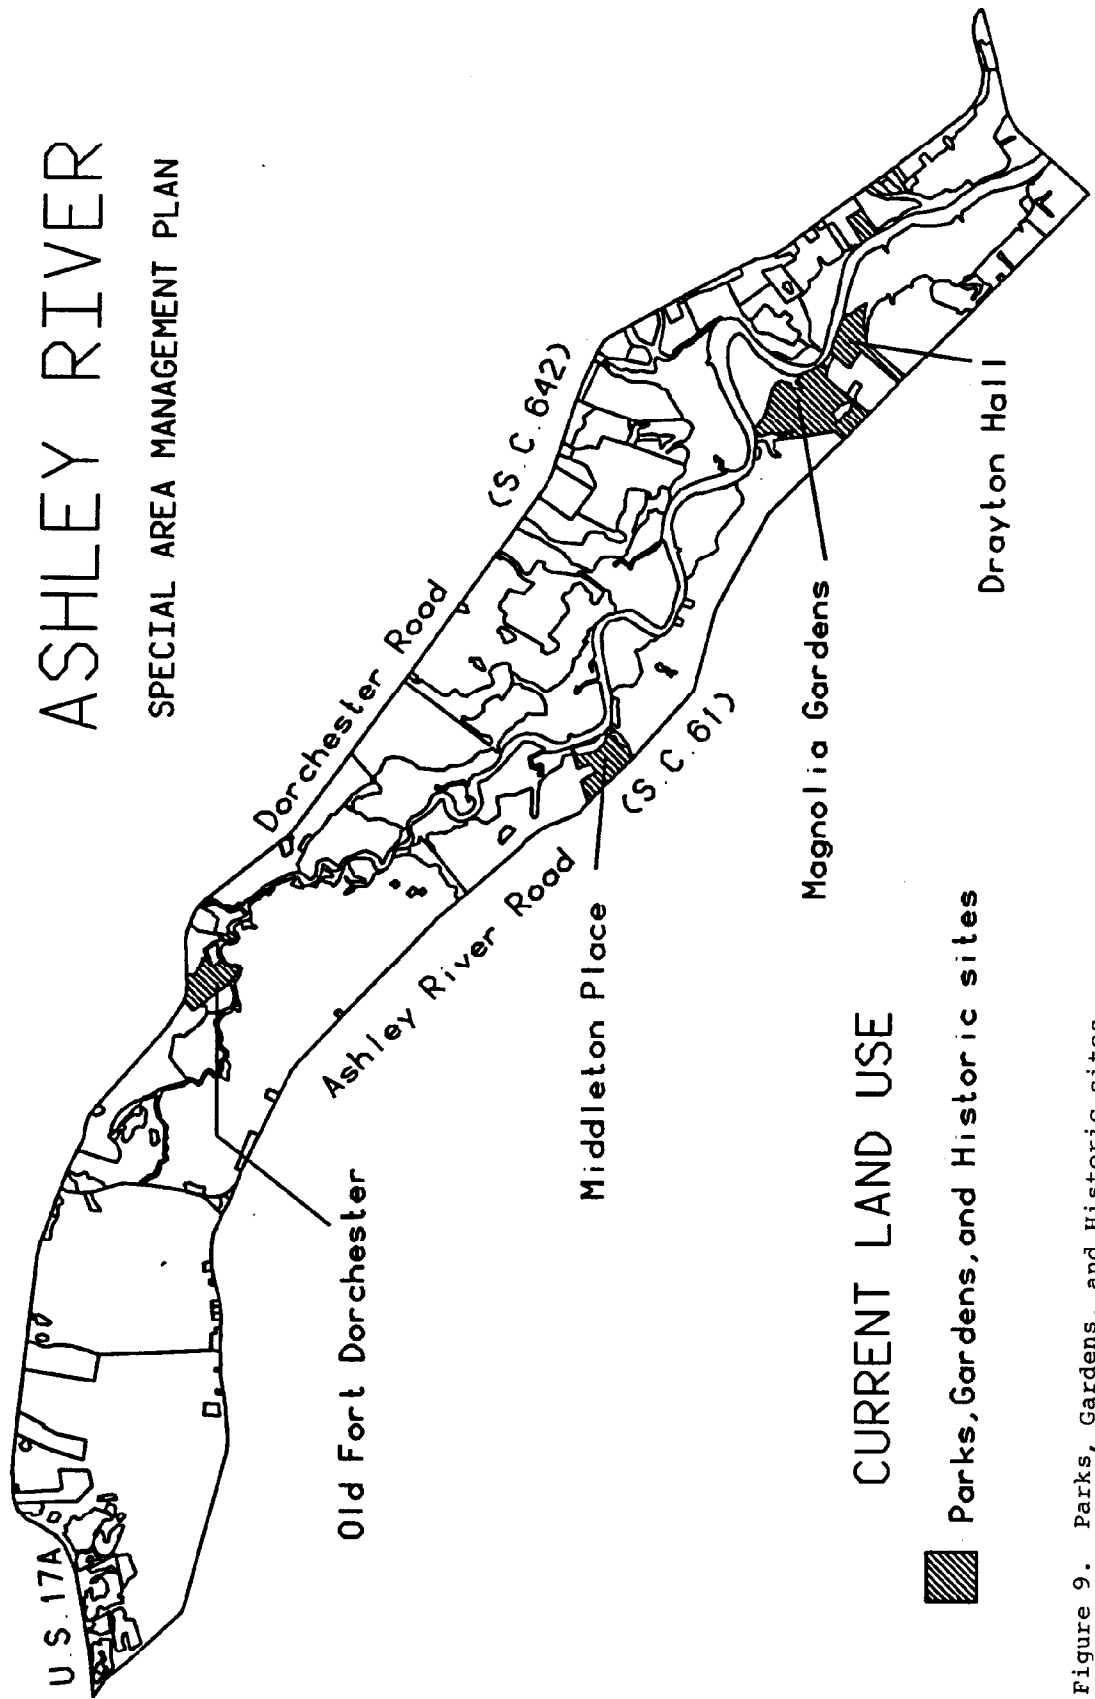 ASHLEY RIVER
SPECIAL AREA MANAGEMENT PLAN
U.S. 17A
Dorchester Road
(S.C. 642)
Ashley River Road
(S.C. 61)
Old Fort Dorchester
Middleton Place
Magnolia Gardens
Drayton Hall
CURRENT LAND USE
Parks, Gardens, and Historic sites
Figure 9. Parks, Gardens, and Historic sites